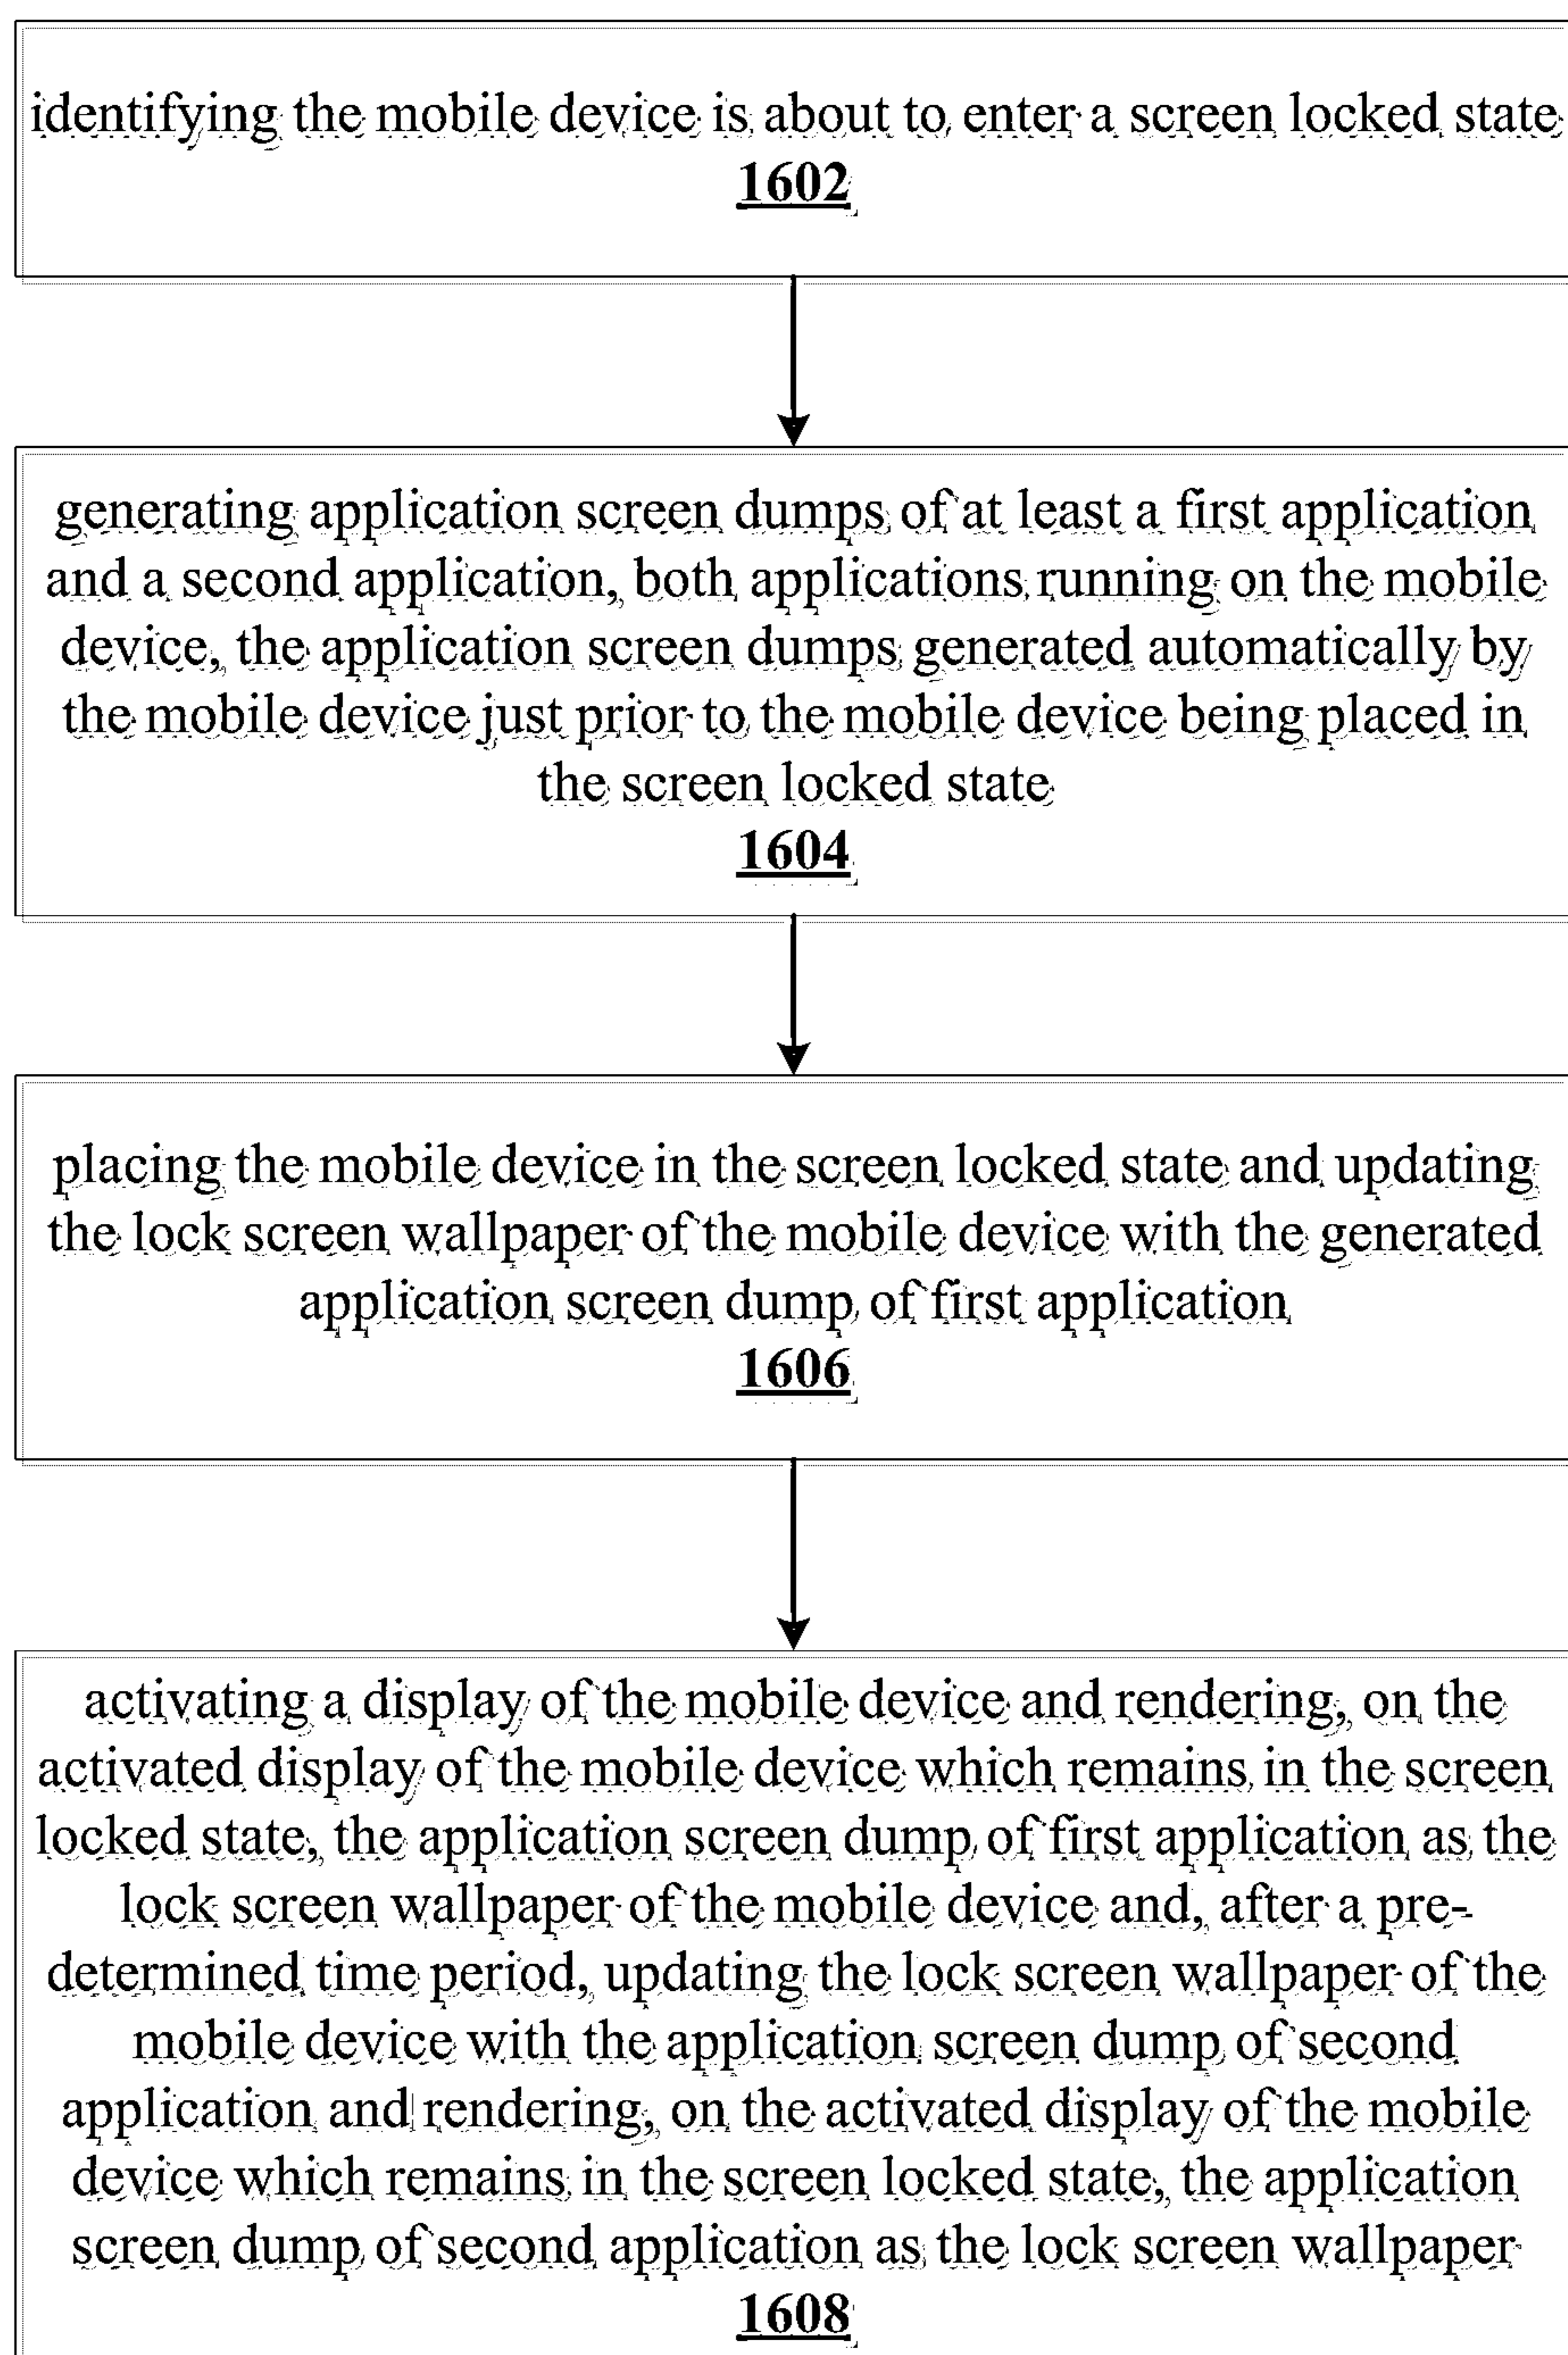 identifying the mobile device is about to enter a screen locked state
1602
generating application screen dumps of at least a first application
and a second application, both applications running on the mobile
device, the application screen dumps generated automatically by
the mobile device just prior to the mobile device being placed in
the screen locked state
1604
placing the mobile device in the screen locked state and updating
the lock screen wallpaper of the mobile device with the generated
application screen dump of first application
1606
activating a display of the mobile device and rendering, on the
activated display of the mobile device which remains in the screen
locked state, the application screen dump of first application as the
lock screen wallpaper of the mobile device and, after a pre-
determined time period, updating the lock screen wallpaper of the
mobile device with the application screen dump of second
application and rendering, on the activated display of the mobile
device which remains in the screen locked state, the application
screen dump of second application as the lock screen wallpaper
1608